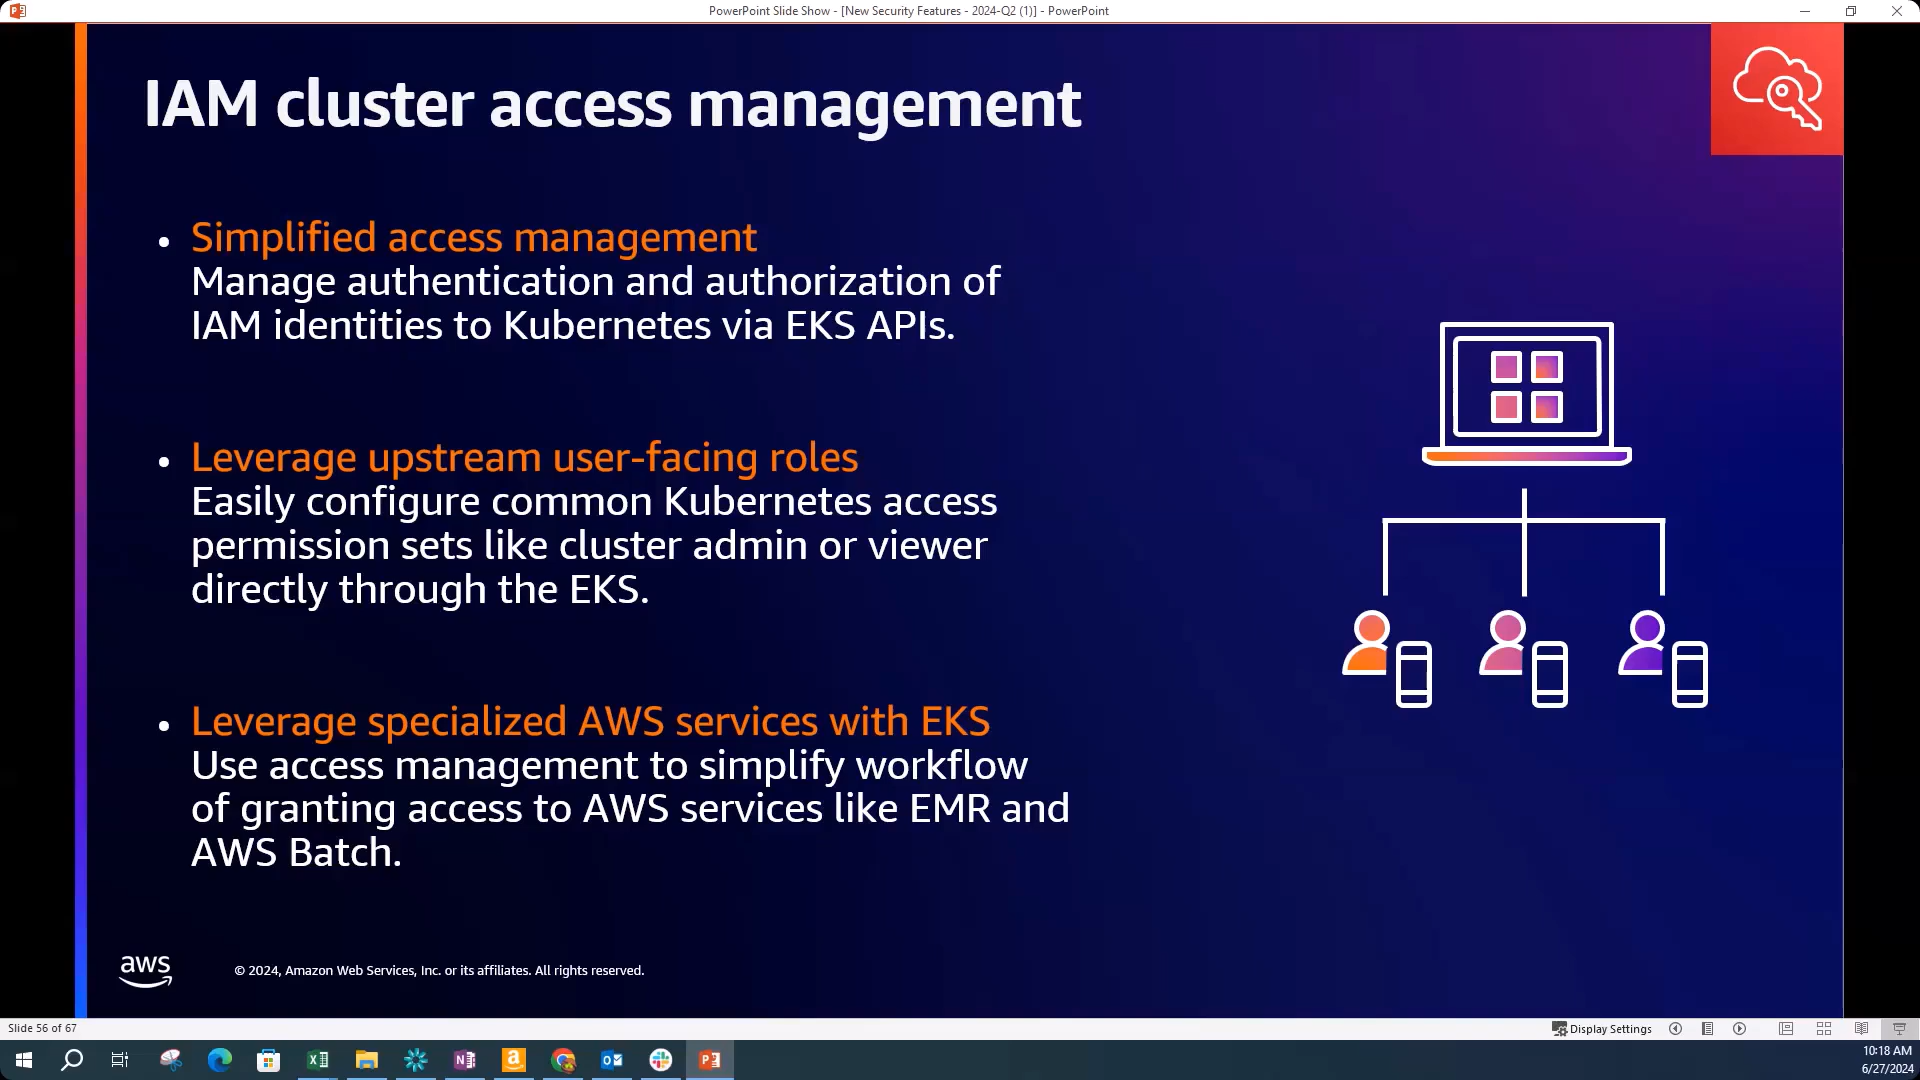 PowerPoint Slide Show - [New Security Features - 2024-Q2 (1)] - PowerPoint
IAM cluster access management
• Simplified access management
Manage authentication and authorization of
IAM identities to Kubernetes via EKS APIs.
• Leverage upstream user-facing roles
Easily configure common Kubernetes access
permission sets like cluster admin or viewer
directly through the EKS.
• Leverage specialized AWS services with EKS
Use access management to simplify workflow
of granting access to AWS services like EMR and
AWS Batch.
aws
© 2024, Amazon Web Services, Inc. or its affiliates. All rights reserved.
Slide 56 of 67
Display Settings
10:18 AM
6/27/2024